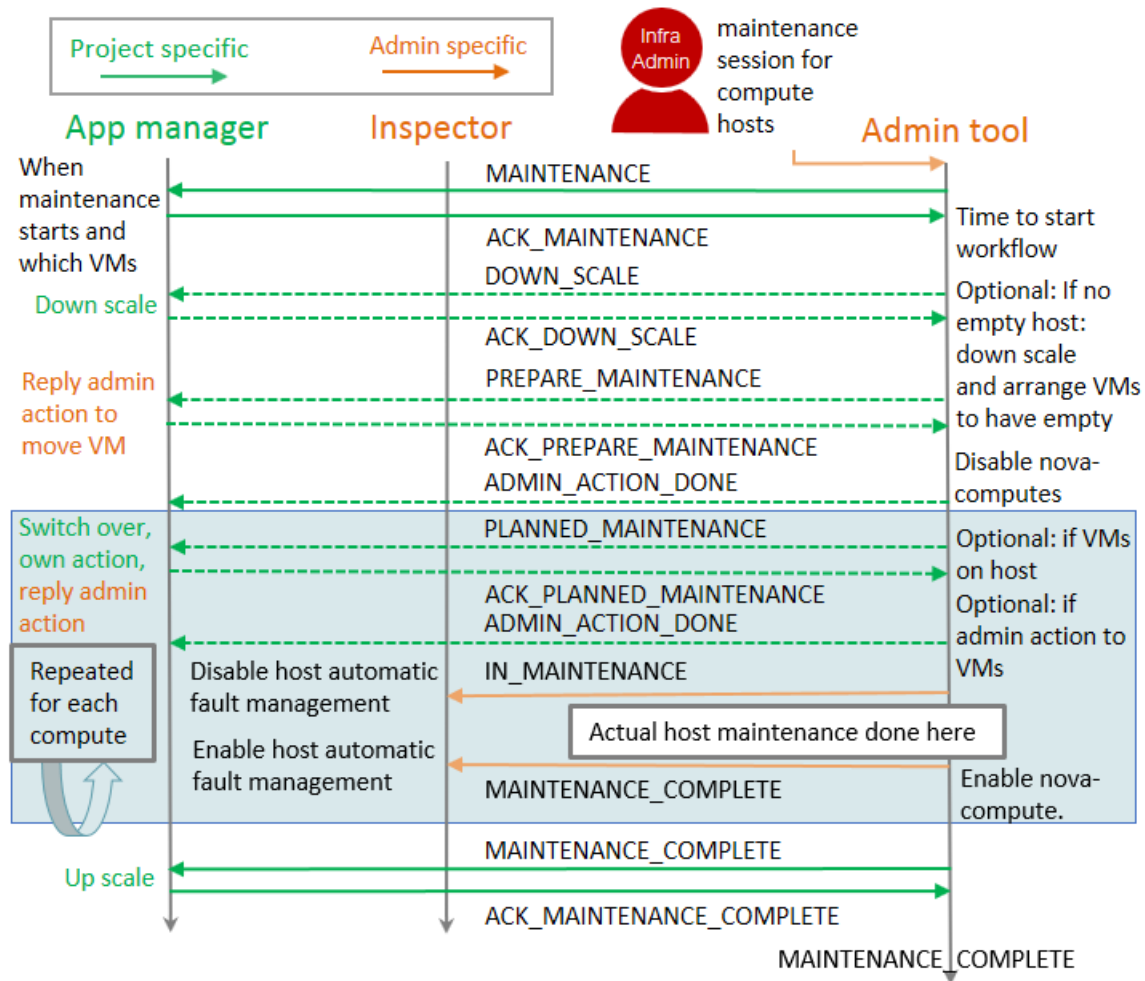 Project specific
Admin specific
Infra
Admin
maintenance
session for
compute
hosts
App manager
Inspector
Admin tool
When
maintenance
starts and
which VMs
MAINTENANCE
ACK_MAINTENANCE
Time to start
workflow
DOWN_SCALE
Down scale
ACK_DOWN_SCALE
Optional: If no
empty host:
down scale
and arrange VMs
to have empty
Reply admin
action to
move VM
PREPARE_MAINTENANCE
ACK_PREPARE_MAINTENANCE
ADMIN_ACTION_DONE
Disable nova-
computes
Switch over,
own action,
reply admin
action
PLANNED_MAINTENANCE
Optional: if VMs
on host
ACK_PLANNED_MAINTENANCE
ADMIN_ACTION_DONE
Optional: if
admin action to
VMs
Repeated
for each
compute
Disable host automatic
fault management
IN_MAINTENANCE
Actual host maintenance done here
Enable host automatic
fault management
MAINTENANCE_COMPLETE
Enable nova-
compute.
MAINTENANCE_COMPLETE
Up scale
ACK_MAINTENANCE_COMPLETE
MAINTENANCE_COMPLETE